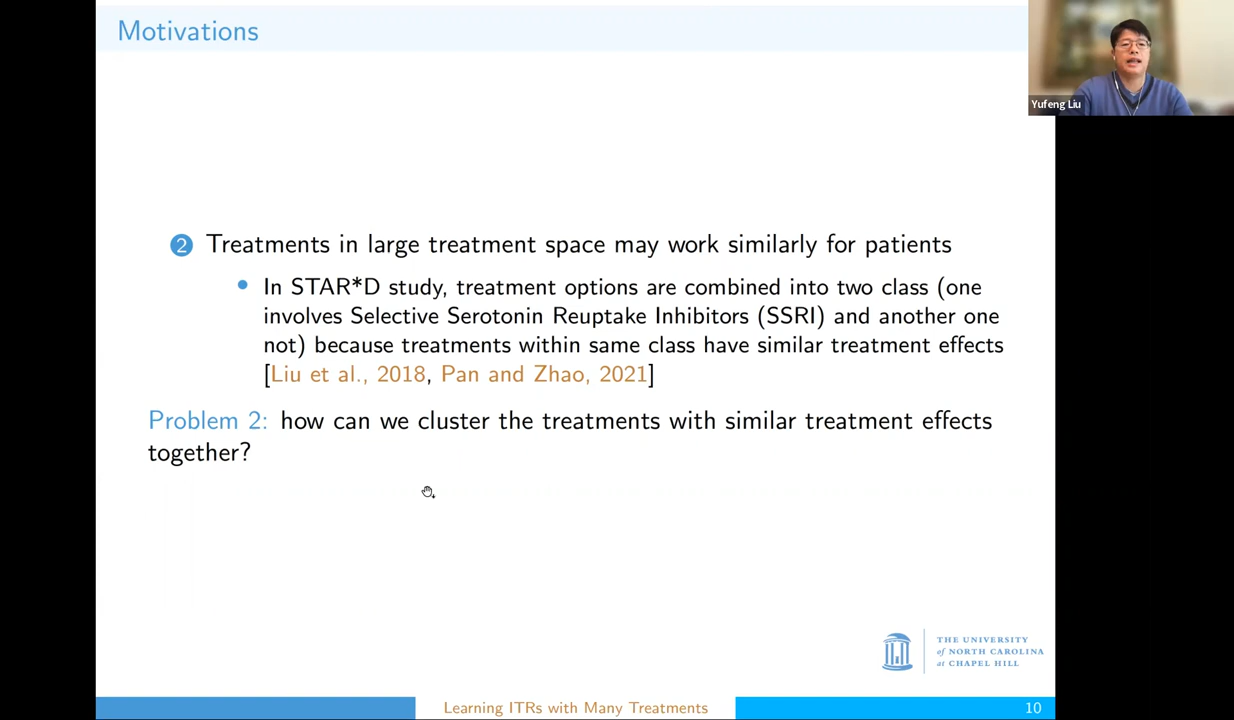 Motivations
Yufeng Liu
2 Treatments in large treatment space may work similarly for patients
In STAR*D study, treatment options are combined into two class (one
involves Selective Serotonin Reuptake Inhibitors (SSRI) and another one
not) because treatments within same class have similar treatment effects
[Liu et al., 2018, Pan and Zhao, 2021]
Problem 2: how can we cluster the treatments with similar treatment effects
together?
THE UNIVERSITY
of NORTH CAROLINA
at CHAPEL HILL
Learning ITRs with Many Treatments
10